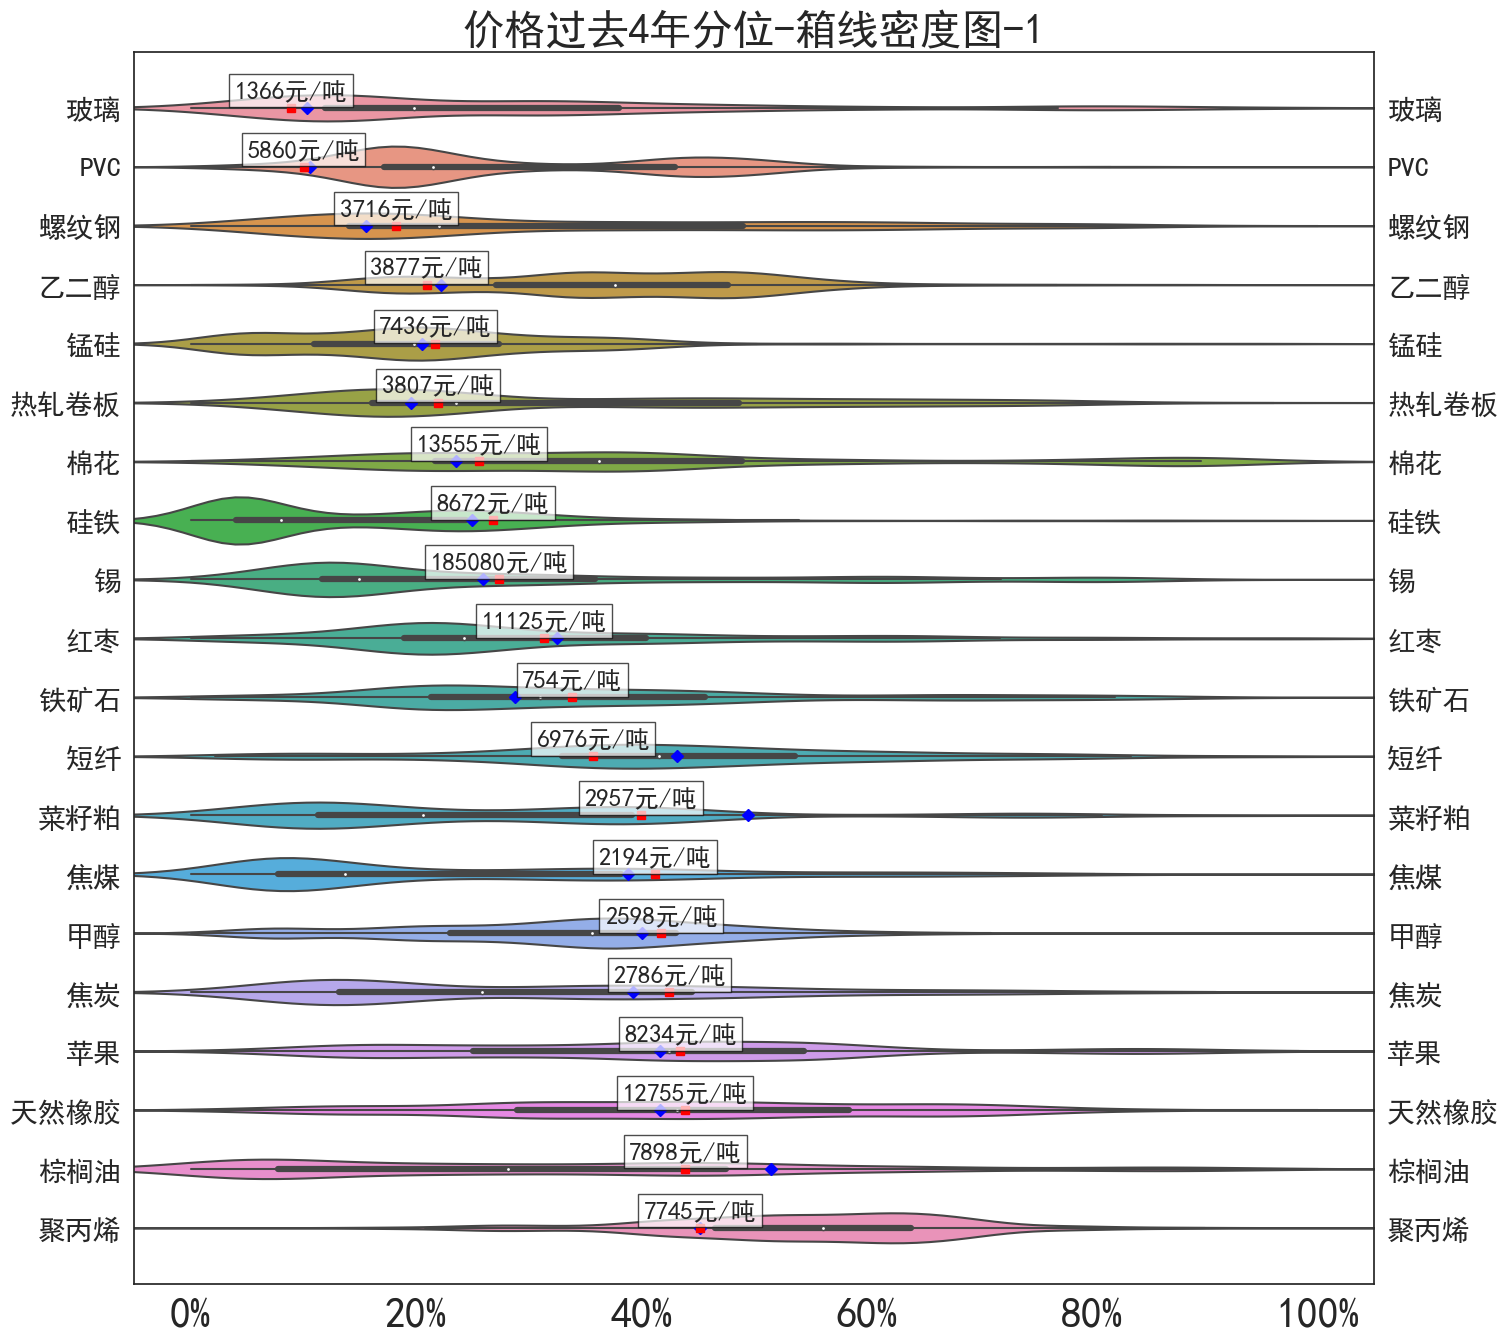 价格过去4年分位-箱线密度图-1
玻璃 1366元/吨 玻璃
PVC 5860元/吨 PVC
螺纹钢 3716元/吨 螺纹钢
乙二醇 3877元/吨 乙二醇
锰硅 7436元/吨 锰硅
热轧卷板 3807元/吨 热轧卷板
棉花 13555元/吨 棉花
硅铁 8672元/吨 硅铁
锡 185080元/吨 锡
红枣 11125元/吨 红枣
铁矿石 754元/吨 铁矿石
短纤 6976元/吨 短纤
菜籽粕 2957元/吨 菜籽粕
焦煤 2194元/吨 焦煤
甲醇 2598元/吨 甲醇
焦炭 2786元/吨 焦炭
苹果 8234元/吨 苹果
天然橡胶 12755元/吨 天然橡胶
棕榈油 7898元/吨 棕榈油
聚丙烯 7745元/吨 聚丙烯
0% 20% 40% 60% 80% 100%